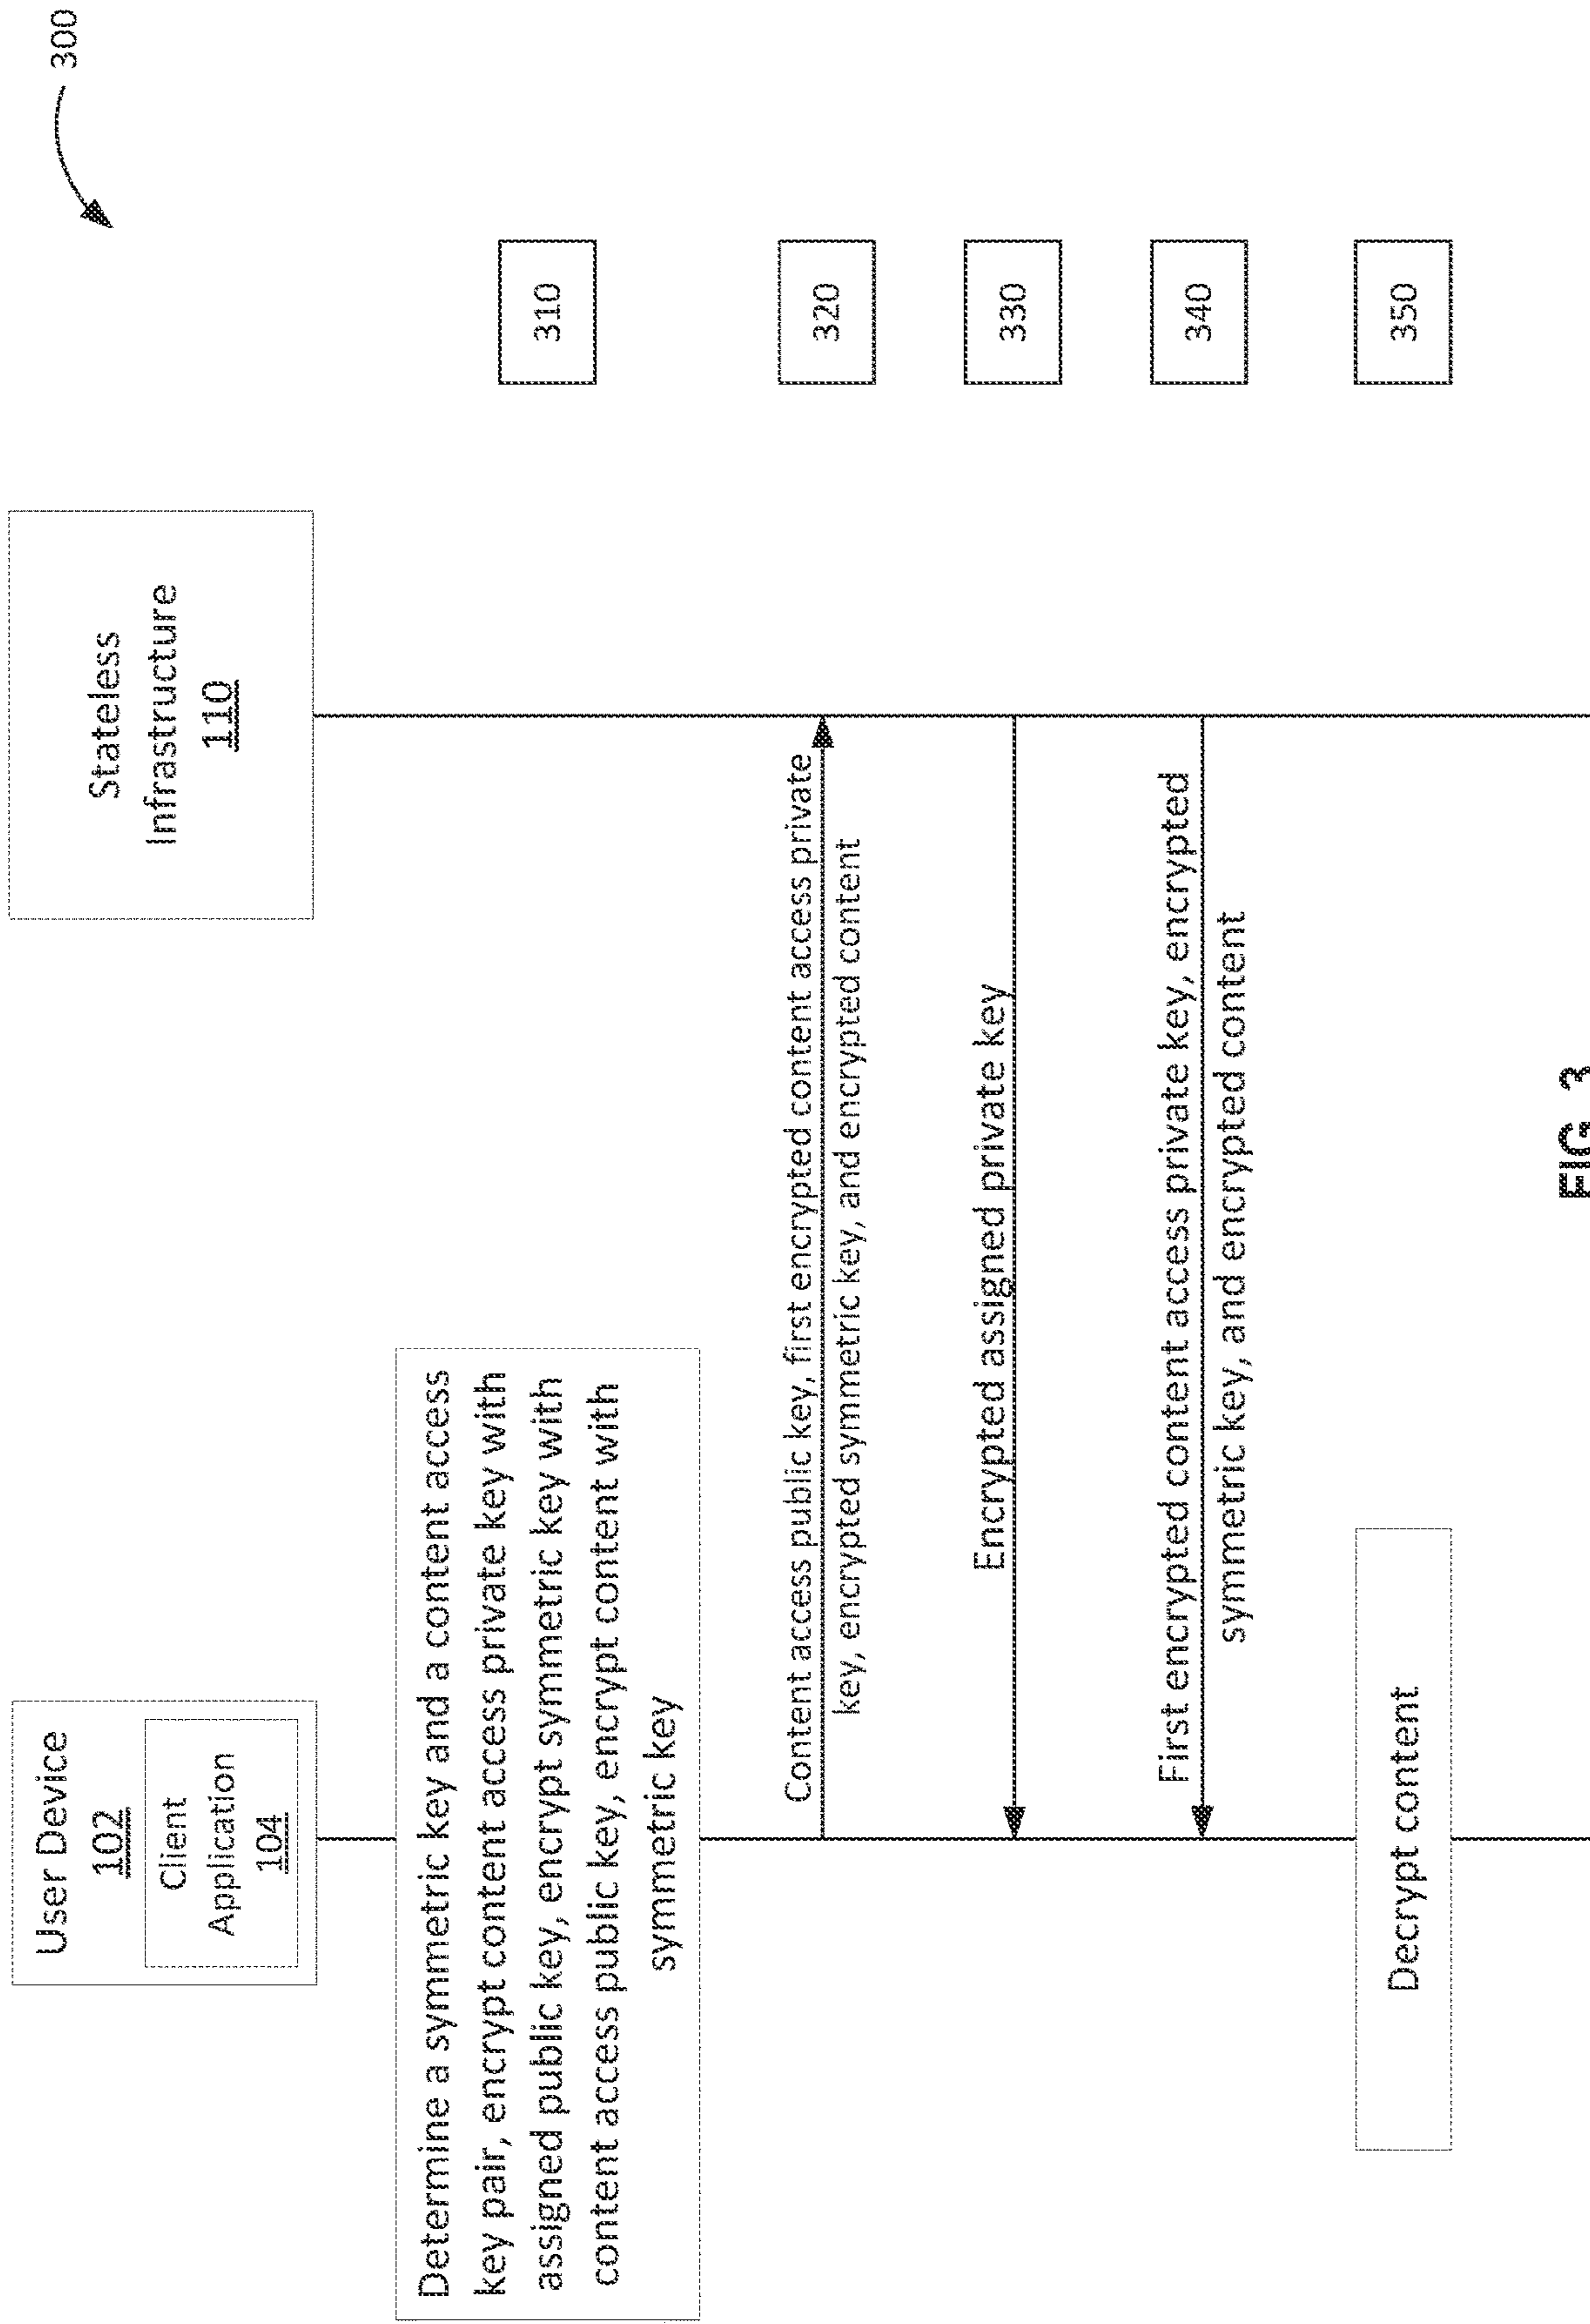 300
User Device
102
Client
Application
104
Stateless
Infrastructure
110
Determine a symmetric key and a content access
key pair, encrypt content access private key with
assigned public key, encrypt symmetric key with
content access public key, encrypt content with
symmetric key
310
Content access public key, first encrypted content access private
key, encrypted symmetric key, and encrypted content
320
Encrypted assigned private key
330
First encrypted content access private key, encrypted
symmetric key, and encrypted content
340
Decrypt content
350
FIG. 3